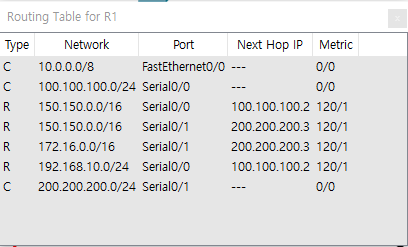 Routing Table for R1 x
Type Network Port Next Hop IP Metric
C 10.0.0.0/8 FastEthernet0/0 --- 0/0
C 100.100.100.0/24 Serial0/0 --- 0/0
R 150.150.0.0/16 Serial0/0 100.100.100.2 120/1
R 150.150.0.0/16 Serial0/1 200.200.200.3 120/1
R 172.16.0.0/16 Serial0/1 200.200.200.3 120/1
R 192.168.10.0/24 Serial0/0 100.100.100.2 120/1
C 200.200.200.0/24 Serial0/1 --- 0/0